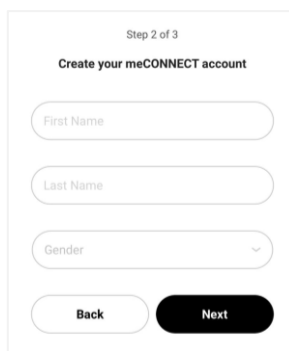 Step 2 of 3
Create your meCONNECT account
First Name
Last Name
Gender
Back Next